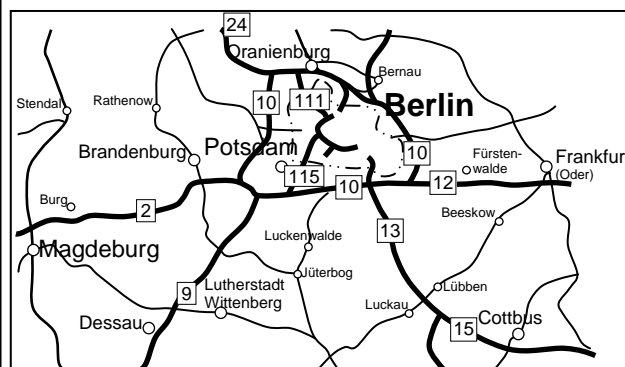 24
Oranienburg
Bernau
Stendal
Rathenow
10
111
Berlin
Potsdam
Brandenburg
10
Fürsten-
walde
Frankfur
(Oder)
115
10
12
Burg
2
Beeskow
13
Luckenwalde
Magdeburg
Jüterbog
Lutherstadt
Wittenberg
9
Lübben
Luckau
Dessau
15
Cottbus